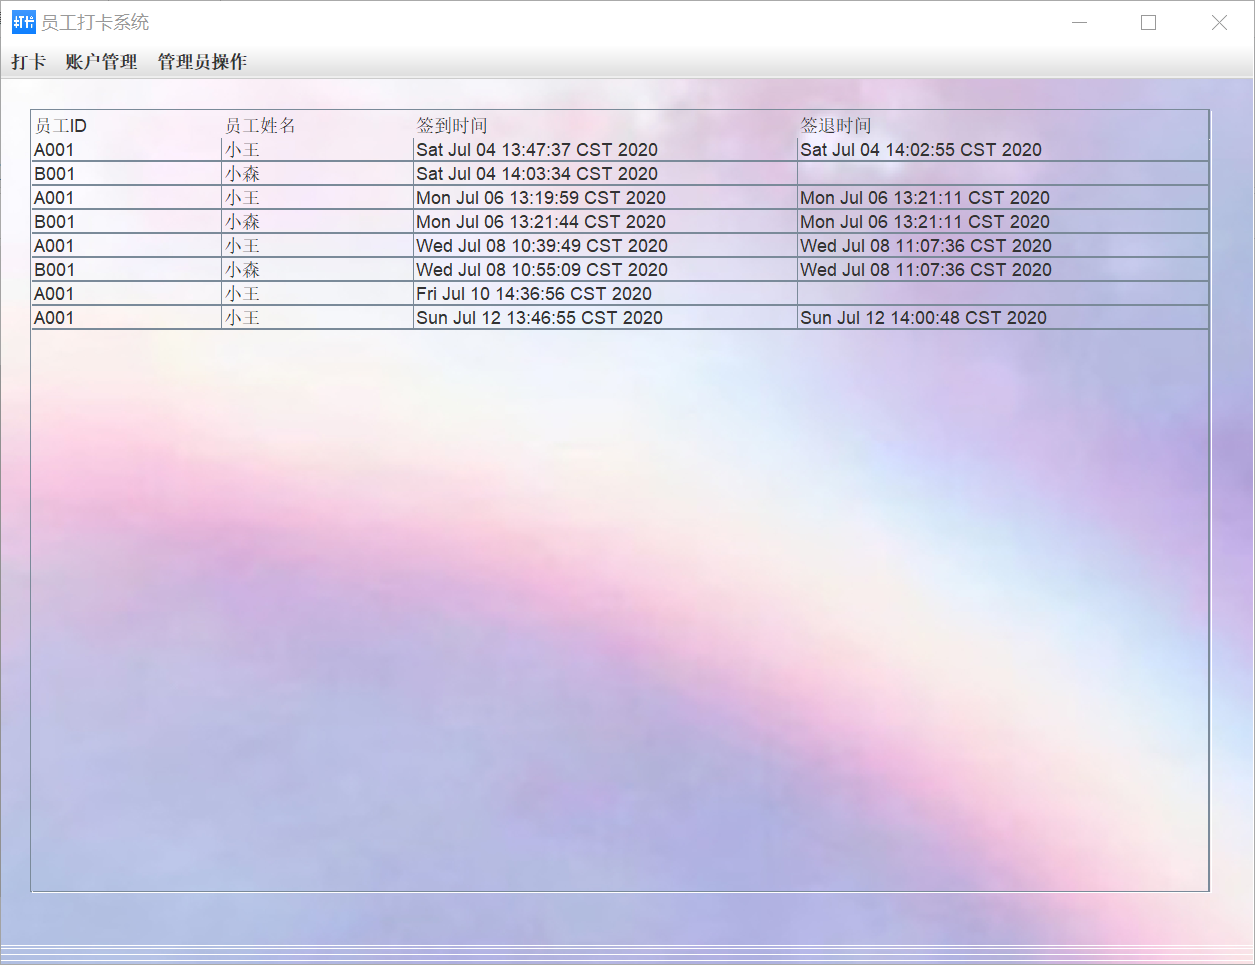 打卡 员工打卡系统
打卡 账户管理 管理员操作
员工ID 员工姓名 签到时间 签退时间
A001 小王 Sat Jul 04 13:47:37 CST 2020 Sat Jul 04 14:02:55 CST 2020
B001 小森 Sat Jul 04 14:03:34 CST 2020
A001 小王 Mon Jul 06 13:19:59 CST 2020 Mon Jul 06 13:21:11 CST 2020
B001 小森 Mon Jul 06 13:21:44 CST 2020 Mon Jul 06 13:21:11 CST 2020
A001 小王 Wed Jul 08 10:39:49 CST 2020 Wed Jul 08 11:07:36 CST 2020
B001 小森 Wed Jul 08 10:55:09 CST 2020 Wed Jul 08 11:07:36 CST 2020
A001 小王 Fri Jul 10 14:36:56 CST 2020
A001 小王 Sun Jul 12 13:46:55 CST 2020 Sun Jul 12 14:00:48 CST 2020